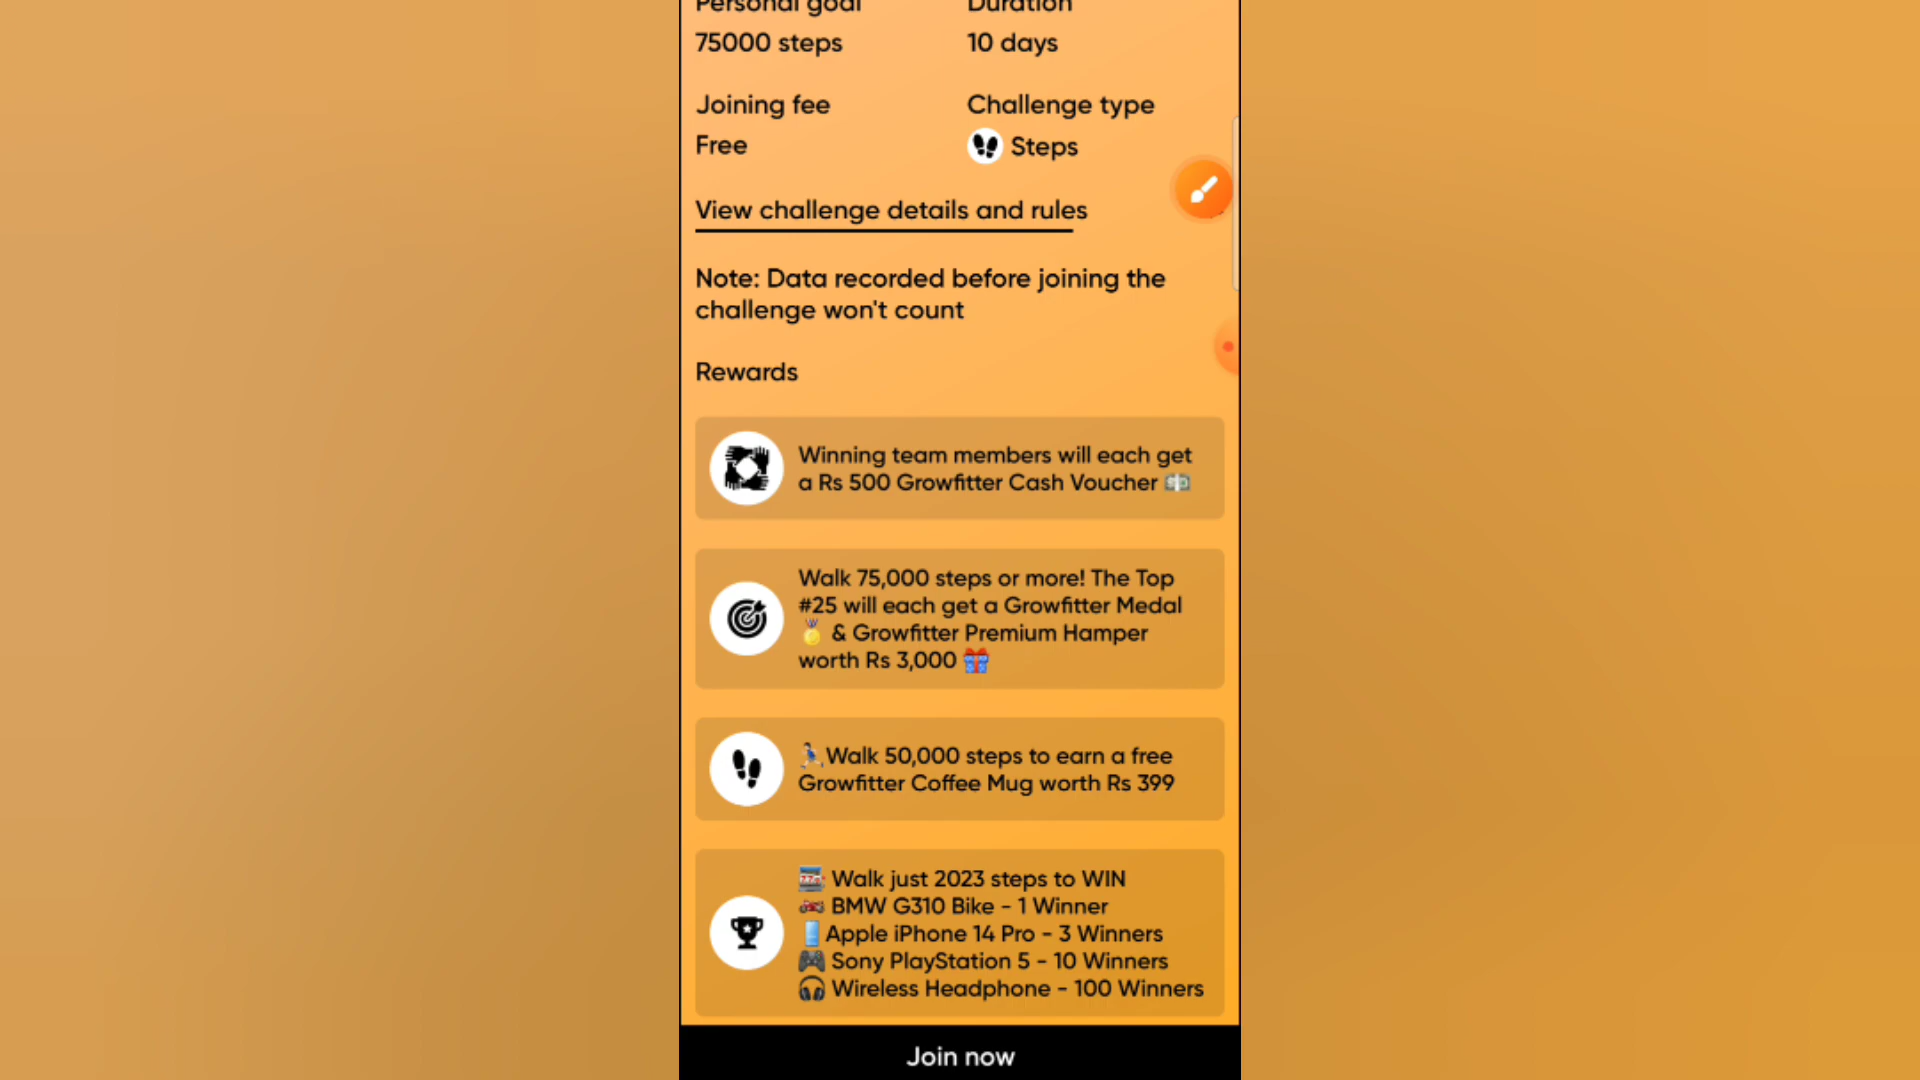 Personal goal
Duration
75000 steps
10 days
Joining fee
Challenge type
Free
Steps
View challenge details and rules
Note: Data recorded before joining the
challenge won't count
Rewards
Winning team members will each get
a Rs 500 Growfitter Cash Voucher 💵
Walk 75,000 steps or more! The Top
#25 will each get a Growfitter Medal
🏅 & Growfitter Premium Hamper
worth Rs 3,000 🎁
🏃Walk 50,000 steps to earn a free
Growfitter Coffee Mug worth Rs 399
🎰 Walk just 2023 steps to WIN
🏍️ BMW G310 Bike - 1 Winner
📱Apple iPhone 14 Pro - 3 Winners
🎮 Sony PlayStation 5 - 10 Winners
🎧 Wireless Headphone - 100 Winners
Join now